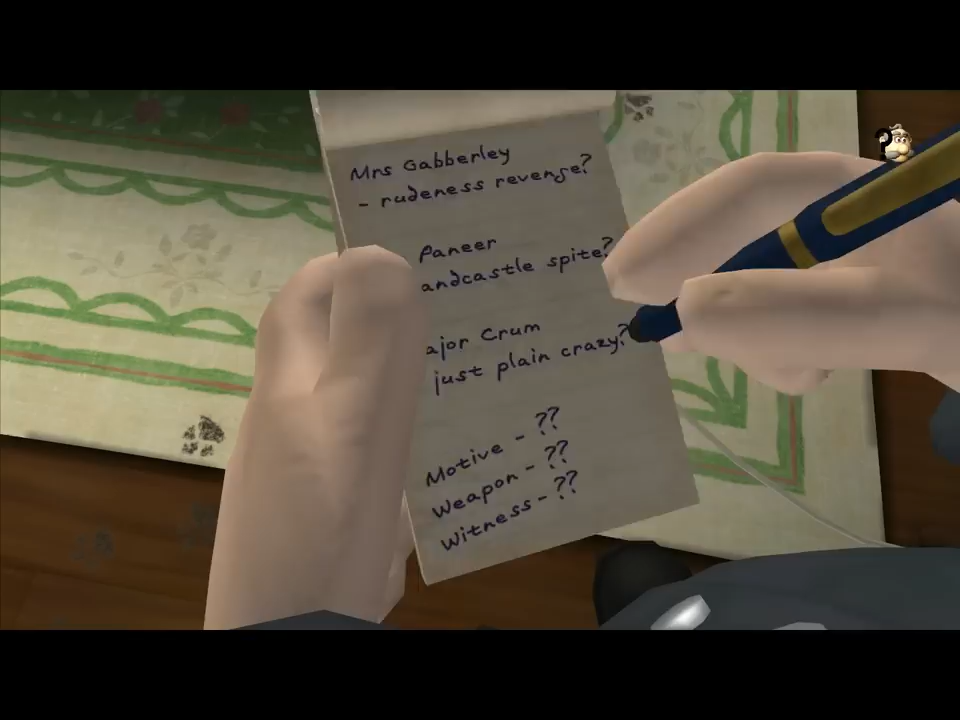 Mrs Gabberley
- rudeness revenge?
Paneer
andcastle spite?
ajor Crum
just plain crazy?
Motive - ??
Weapon - ??
Witness - ??